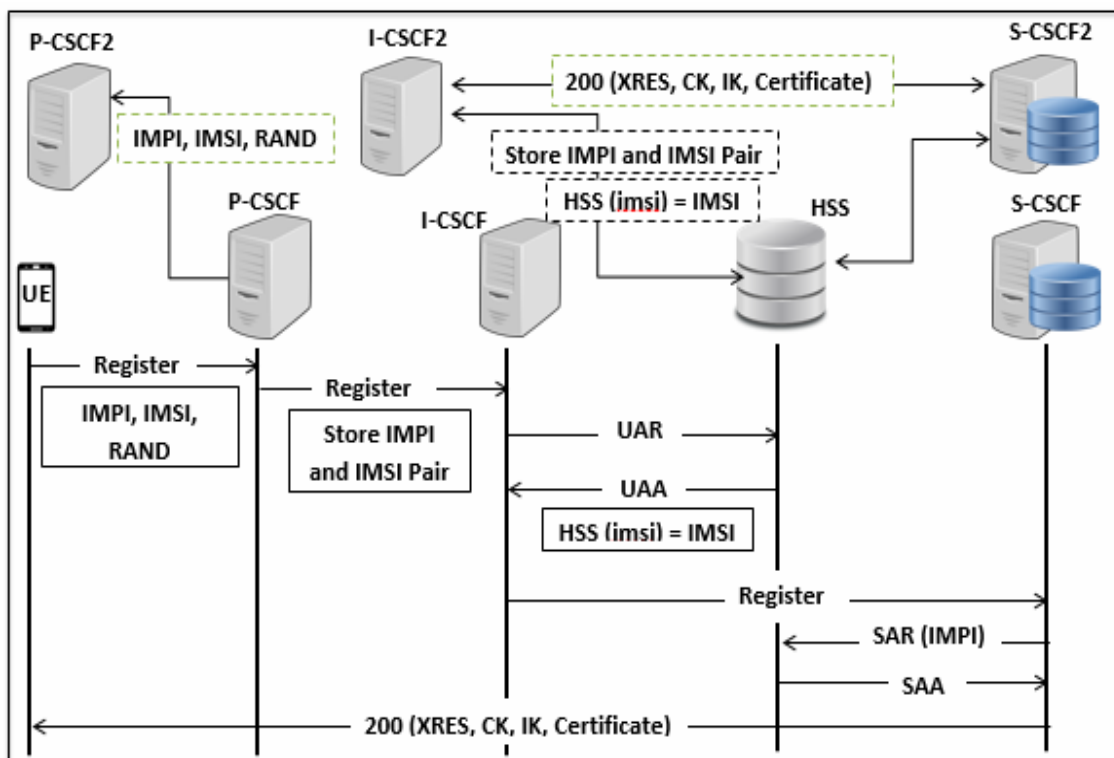 P-CSCF2
I-CSCF2
S-CSCF2
200 (XRES, CK, IK, Certificate)
IMPI, IMSI, RAND
Store IMPI and IMSI Pair
HSS (imsi) = IMSI
P-CSCF
I-CSCF
HSS
S-CSCF
UE
Register
IMPI, IMSI,
RAND
Register
Store IMPI
and IMSI Pair
UAR
UAA
HSS (imsi) = IMSI
Register
SAR (IMPI)
SAA
200 (XRES, CK, IK, Certificate)